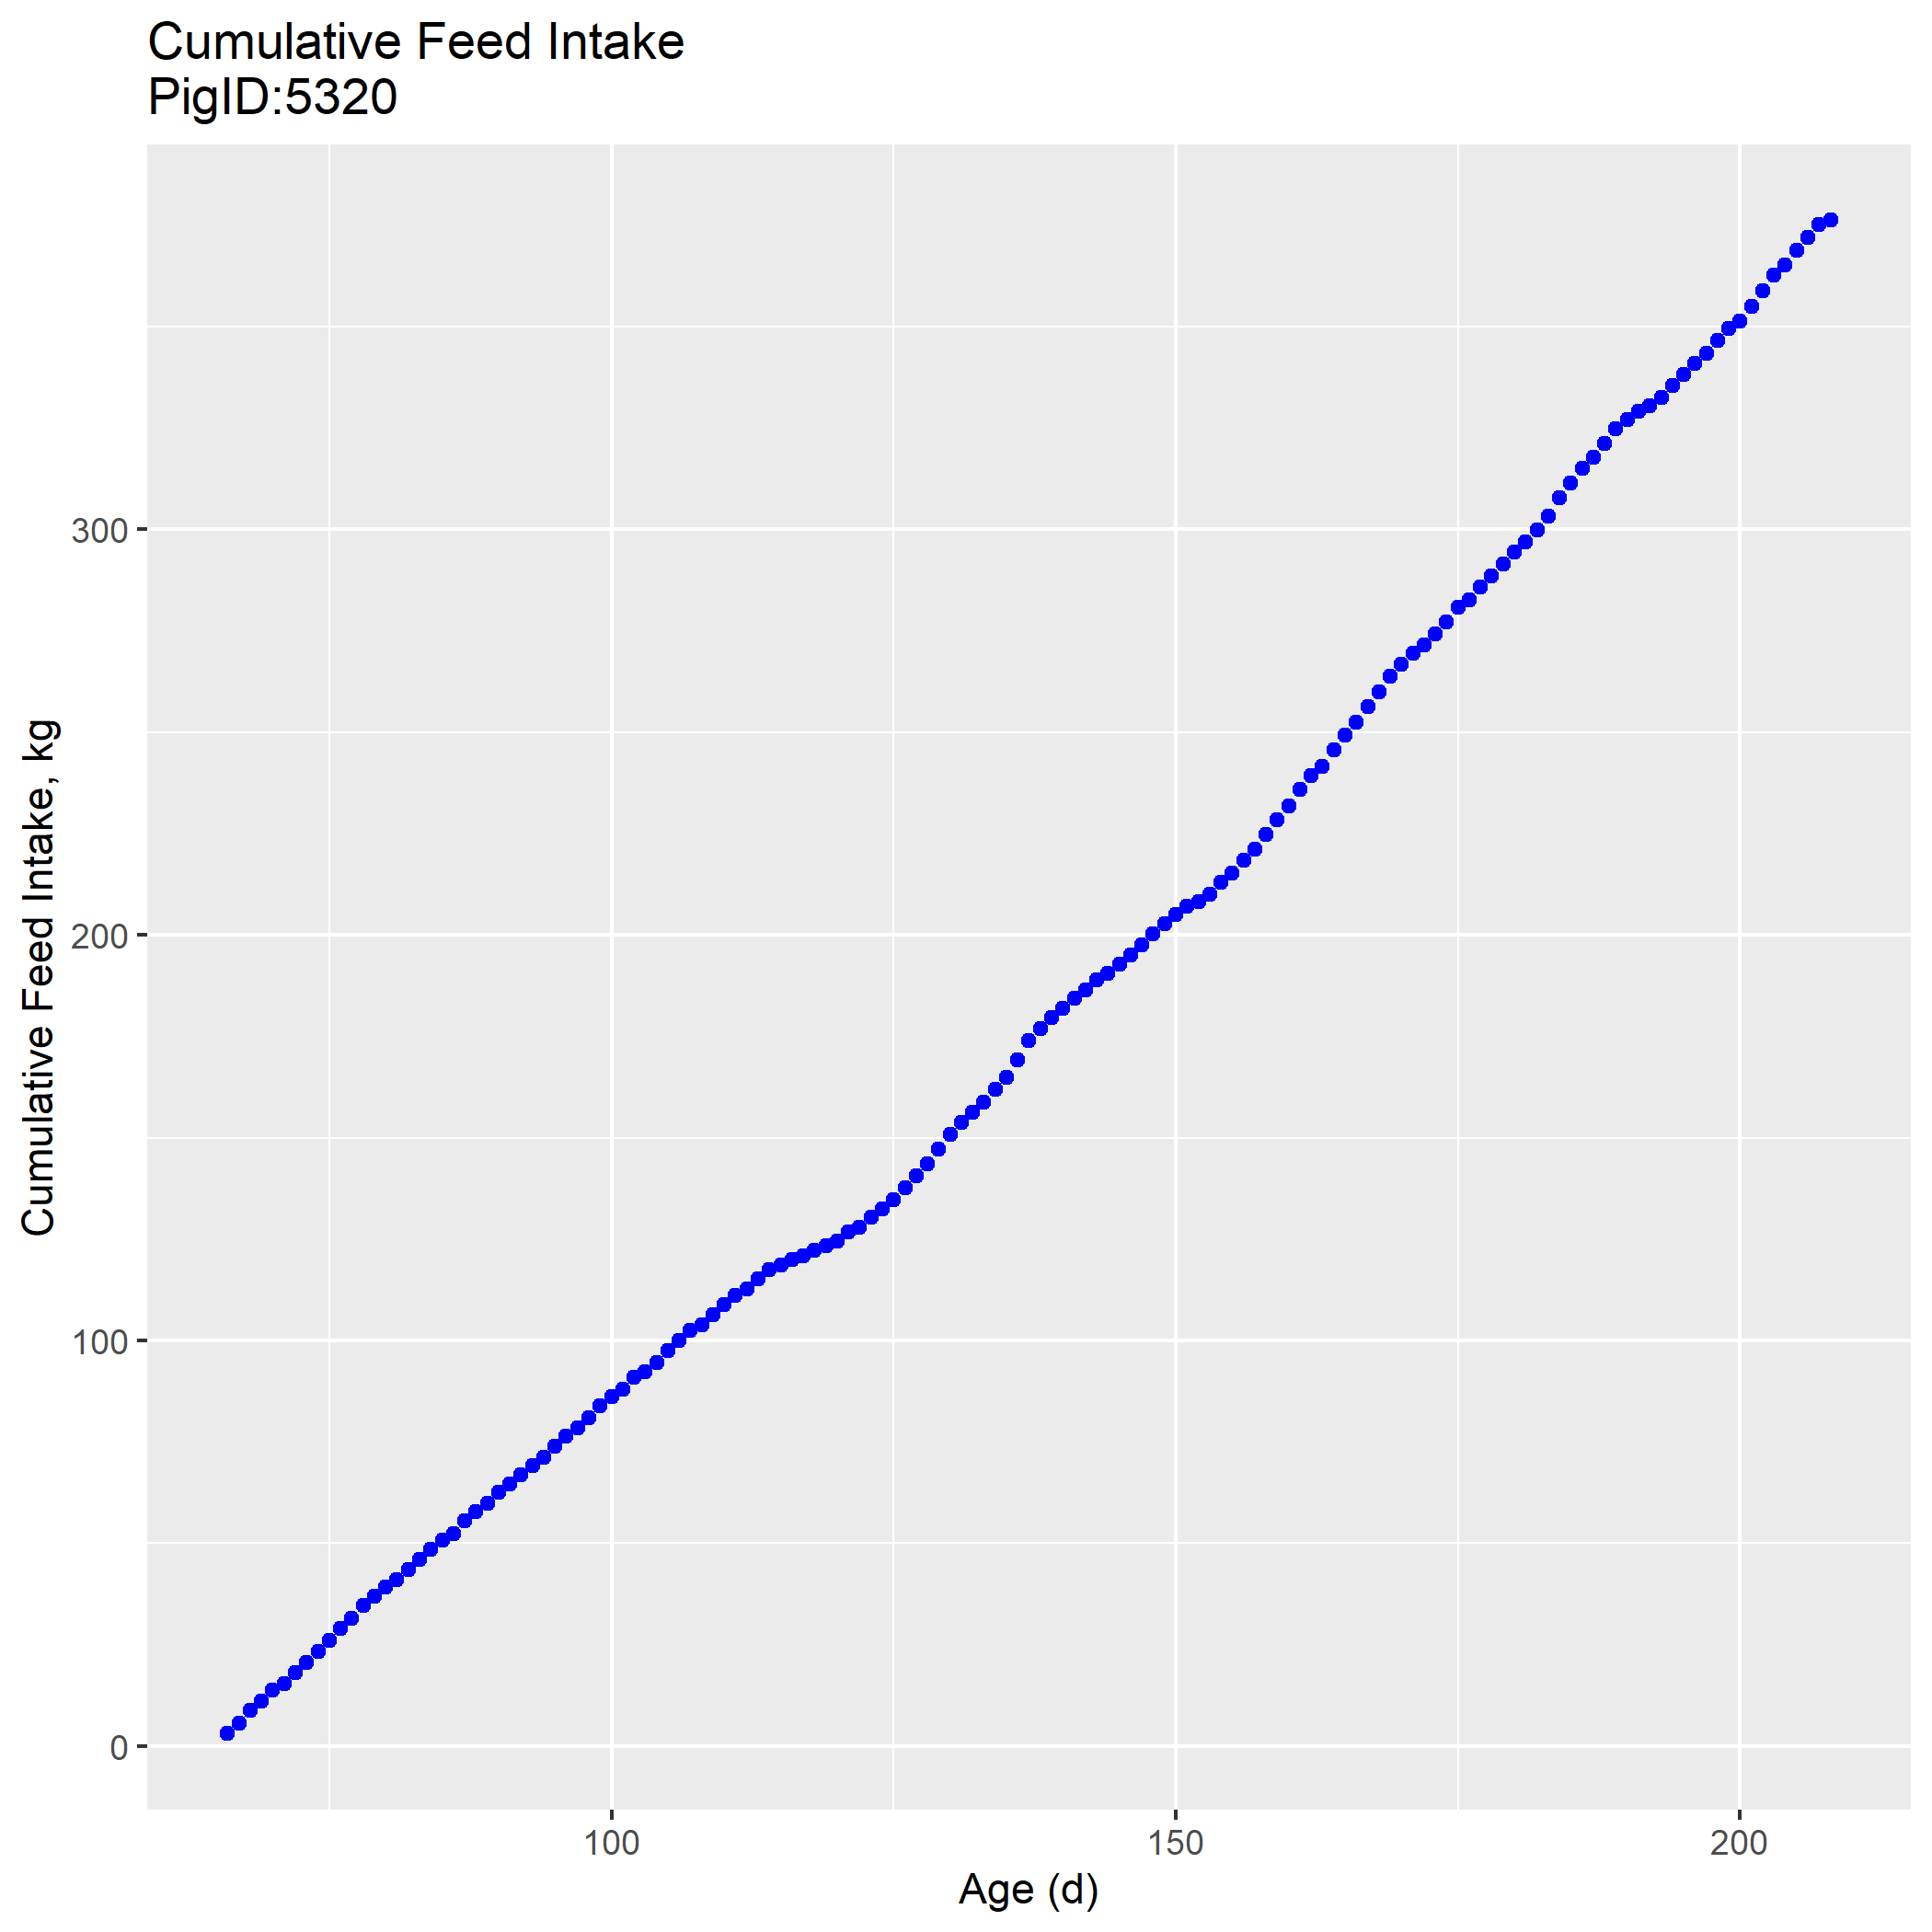 Cumulative Feed Intake
PigID:5320
Cumulative Feed Intake, kg
300
200
100
0
100 150 200
Age (d)